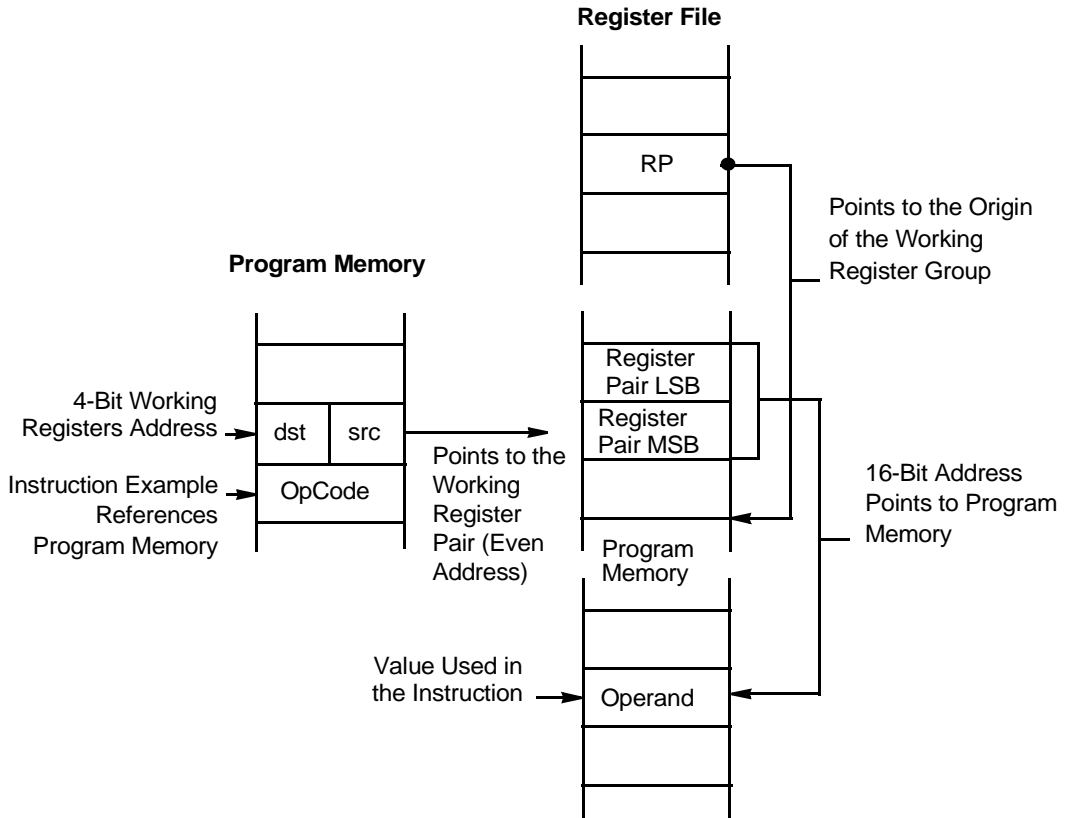 Register File
RP
Points to the Origin
of the Working
Register Group
Program Memory
Register
Pair LSB
4-Bit Working
Registers Address
dst
src
Register
Pair MSB
Points to the
Working
Register
Pair (Even
Address)
Instruction Example
References
Program Memory
OpCode
16-Bit Address
Points to Program
Memory
Program
Memory
Value Used in
the Instruction
Operand